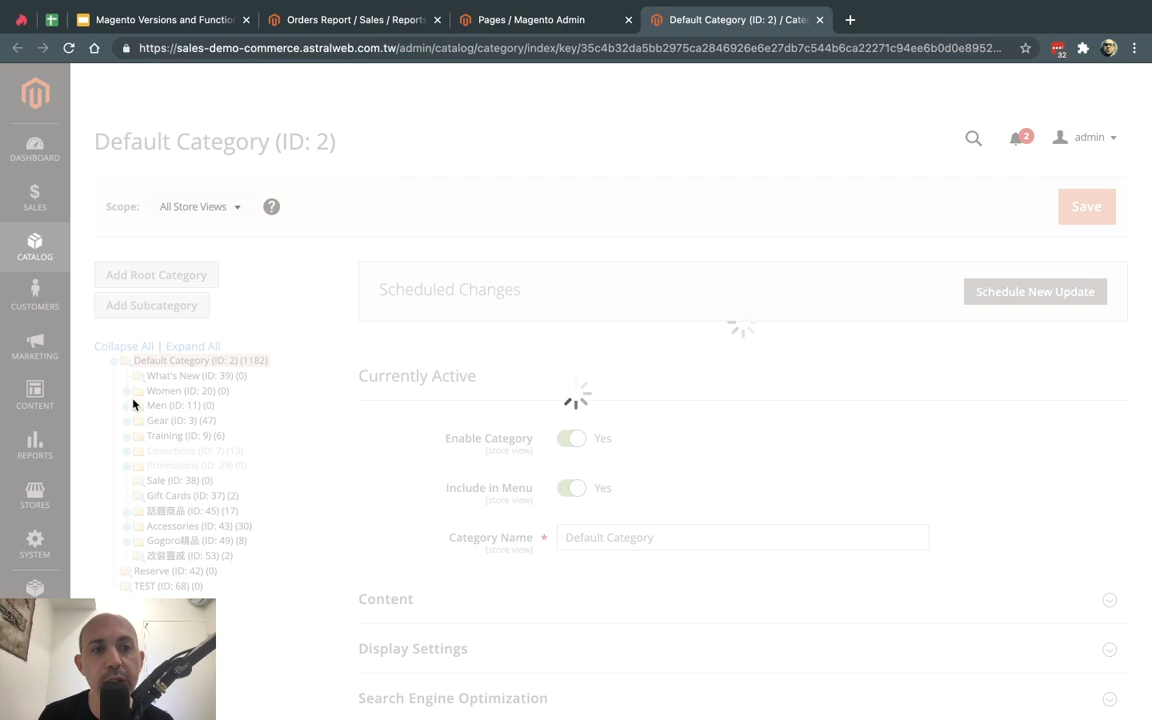 Magento Versions and Function
Orders Report / Sales / Reports
Pages / Magento Admin
Default Category (ID: 2) / Cate
https://sales-demo-commerce.astralweb.com.tw/admin/catalog/category/index/key/35c4b32da5bb2975ca2846926e6e27db7c544b6ca22271c94ee6b0d0e8952...
32
Default Category (ID: 2)
2
admin
Scope:
All Store Views
?
Save
DASHBOARD
SALES
CATALOG
CUSTOMERS
MARKETING
CONTENT
REPORTS
STORES
SYSTEM
Add Root Category
Add Subcategory
Collapse All | Expand All
Default Category (ID: 2) (1182)
What's New (ID: 39) (0)
Women (ID: 20) (0)
Men (ID: 11) (0)
Gear (ID: 3) (47)
Training (ID: 9) (6)
Collections (ID: 7) (13)
Promotions (ID: 29) (0)
Sale (ID: 38) (0)
Gift Cards (ID: 37) (2)
話題商品 (ID: 45) (17)
Accessories (ID: 43) (30)
Gogoro精品 (ID: 49) (8)
改裝靈感 (ID: 53) (2)
Reserve (ID: 42) (0)
TEST (ID: 68) (0)
Scheduled Changes
Schedule New Update
Currently Active
Enable Category
[store view]
Yes
Include in Menu
[store view]
Yes
Category Name *
[store view]
Default Category
Content
Display Settings
Search Engine Optimization